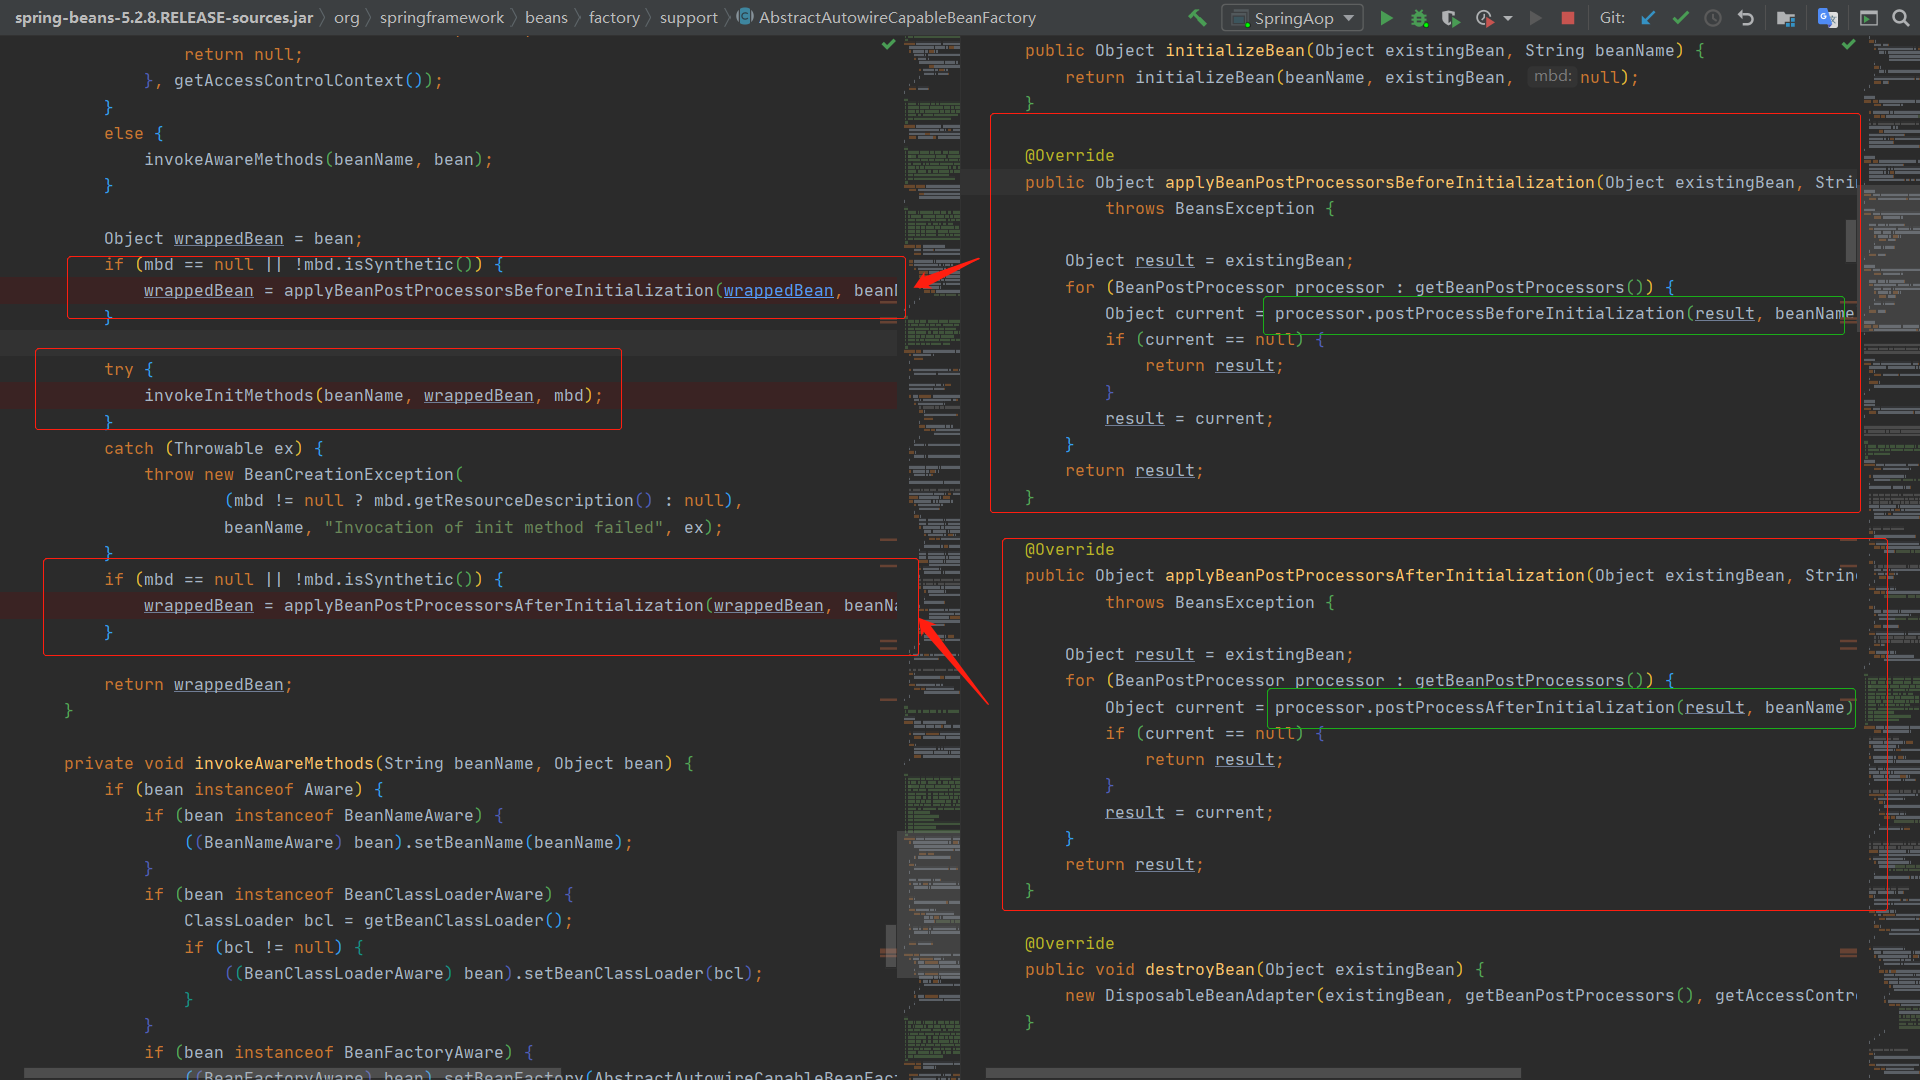 spring-beans-5.2.8.RELEASE-sources.jar 〉 org 〉 springframework 〉 beans 〉 factory 〉 support 〉 AbstractAutowireCapableBeanFactory
SpringAop
Git:
return null;
}, getAccessControlContext());
}
else {
invokeAwareMethods(beanName, bean);
}
Object wrappedBean = bean;
if (mbd == null || !mbd.isSynthetic()) {
wrappedBean = applyBeanPostProcessorsBeforeInitialization(wrappedBean, bean
}
try {
invokeInitMethods(beanName, wrappedBean, mbd);
}
catch (Throwable ex) {
throw new BeanCreationException(
(mbd != null ? mbd.getResourceDescription() : null),
beanName, "Invocation of init method failed", ex);
}
if (mbd == null || !mbd.isSynthetic()) {
wrappedBean = applyBeanPostProcessorsAfterInitialization(wrappedBean, beanNa
}
return wrappedBean;
}
private void invokeAwareMethods(String beanName, Object bean) {
if (bean instanceof Aware) {
if (bean instanceof BeanNameAware) {
((BeanNameAware) bean).setBeanName(beanName);
}
if (bean instanceof BeanClassLoaderAware) {
ClassLoader bcl = getBeanClassLoader();
if (bcl != null) {
((BeanClassLoaderAware) bean).setBeanClassLoader(bcl);
}
}
if (bean instanceof BeanFactoryAware) {
((BeanFactoryAware) bean).setBeanFactory(AbstractAutowireCapableBeanFac
public Object initializeBean(Object existingBean, String beanName) {
return initializeBean(beanName, existingBean, mbd: null);
}
@Override
public Object applyBeanPostProcessorsBeforeInitialization(Object existingBean, Stri
throws BeansException {
Object result = existingBean;
for (BeanPostProcessor processor : getBeanPostProcessors()) {
Object current = processor.postProcessBeforeInitialization(result, beanName
if (current == null) {
return result;
}
result = current;
}
return result;
}
@Override
public Object applyBeanPostProcessorsAfterInitialization(Object existingBean, String
throws BeansException {
Object result = existingBean;
for (BeanPostProcessor processor : getBeanPostProcessors()) {
Object current = processor.postProcessAfterInitialization(result, beanName)
if (current == null) {
return result;
}
result = current;
}
return result;
}
@Override
public void destroyBean(Object existingBean) {
new DisposableBeanAdapter(existingBean, getBeanPostProcessors(), getAccessContr
}